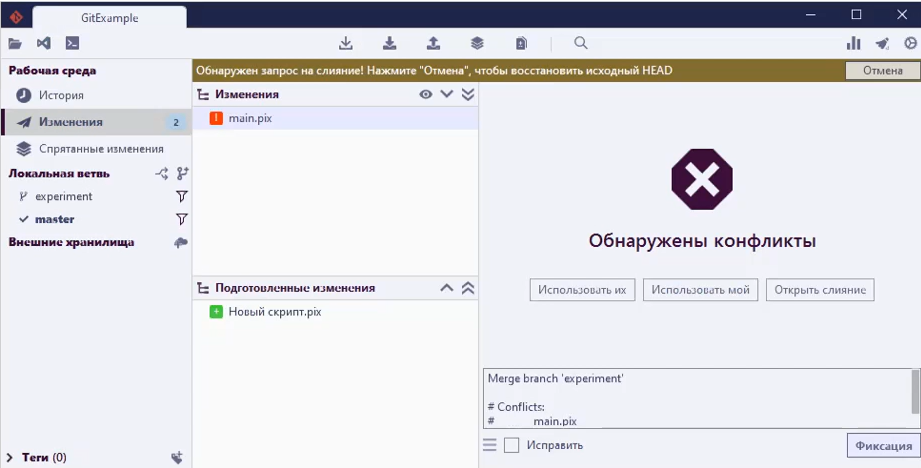 GitExample
Рабочая среда
Обнаружен запрос на слияние! Нажмите "Отмена", чтобы восстановить исходный HEAD
Отмена
История
Изменения
2
Спрятанные изменения
Локальная ветвь
experiment
master
Внешние хранилища
Теги (0)
Изменения
main.pix
Подготовленные изменения
Новый скрипт.pix
Обнаружены конфликты
Использовать их
Использовать мой
Открыть слияние
Merge branch 'experiment'
# Conflicts:
# main.pix
Исправить
Фиксация